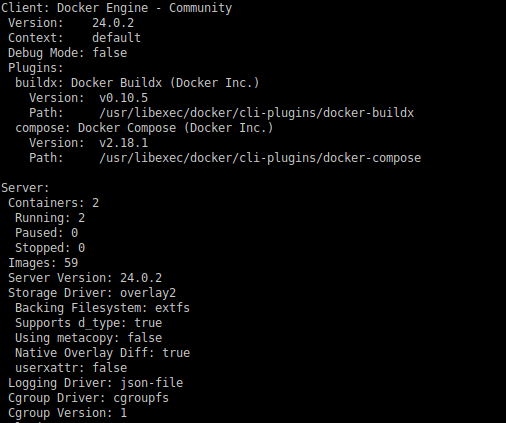 Client: Docker Engine - Community
 Version:    24.0.2
 Context:    default
 Debug Mode: false
 Plugins:
  buildx: Docker Buildx (Docker Inc.)
    Version:  v0.10.5
    Path:     /usr/libexec/docker/cli-plugins/docker-buildx
  compose: Docker Compose (Docker Inc.)
    Version:  v2.18.1
    Path:     /usr/libexec/docker/cli-plugins/docker-compose

Server:
 Containers: 2
  Running: 2
  Paused: 0
  Stopped: 0
 Images: 59
 Server Version: 24.0.2
 Storage Driver: overlay2
  Backing Filesystem: extfs
  Supports d_type: true
  Using metacopy: false
  Native Overlay Diff: true
  userxattr: false
 Logging Driver: json-file
 Cgroup Driver: cgroupfs
 Cgroup Version: 1